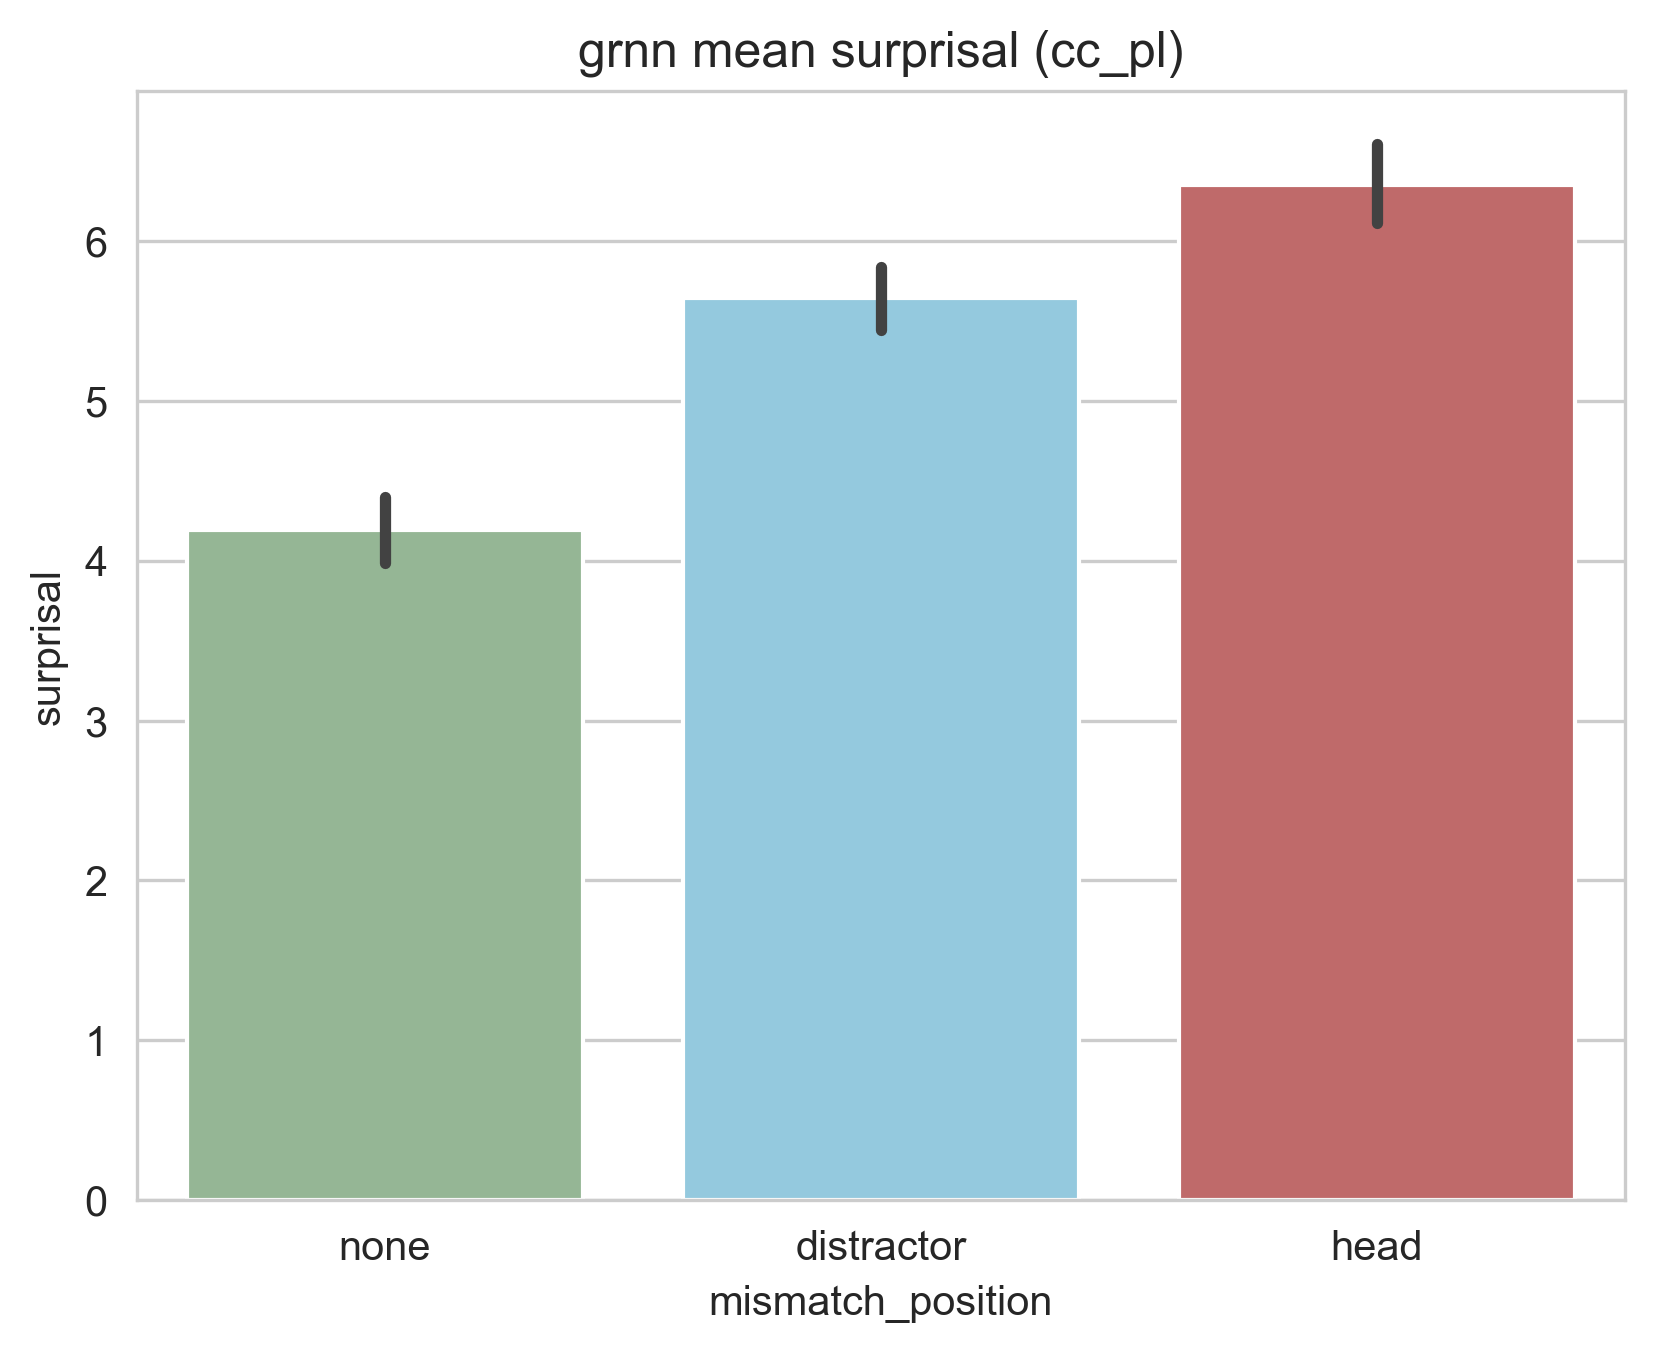 grnn mean surprisal (cc_pl)
surprisal
6
5
4
3
2
1
0
none distractor head
mismatch_position